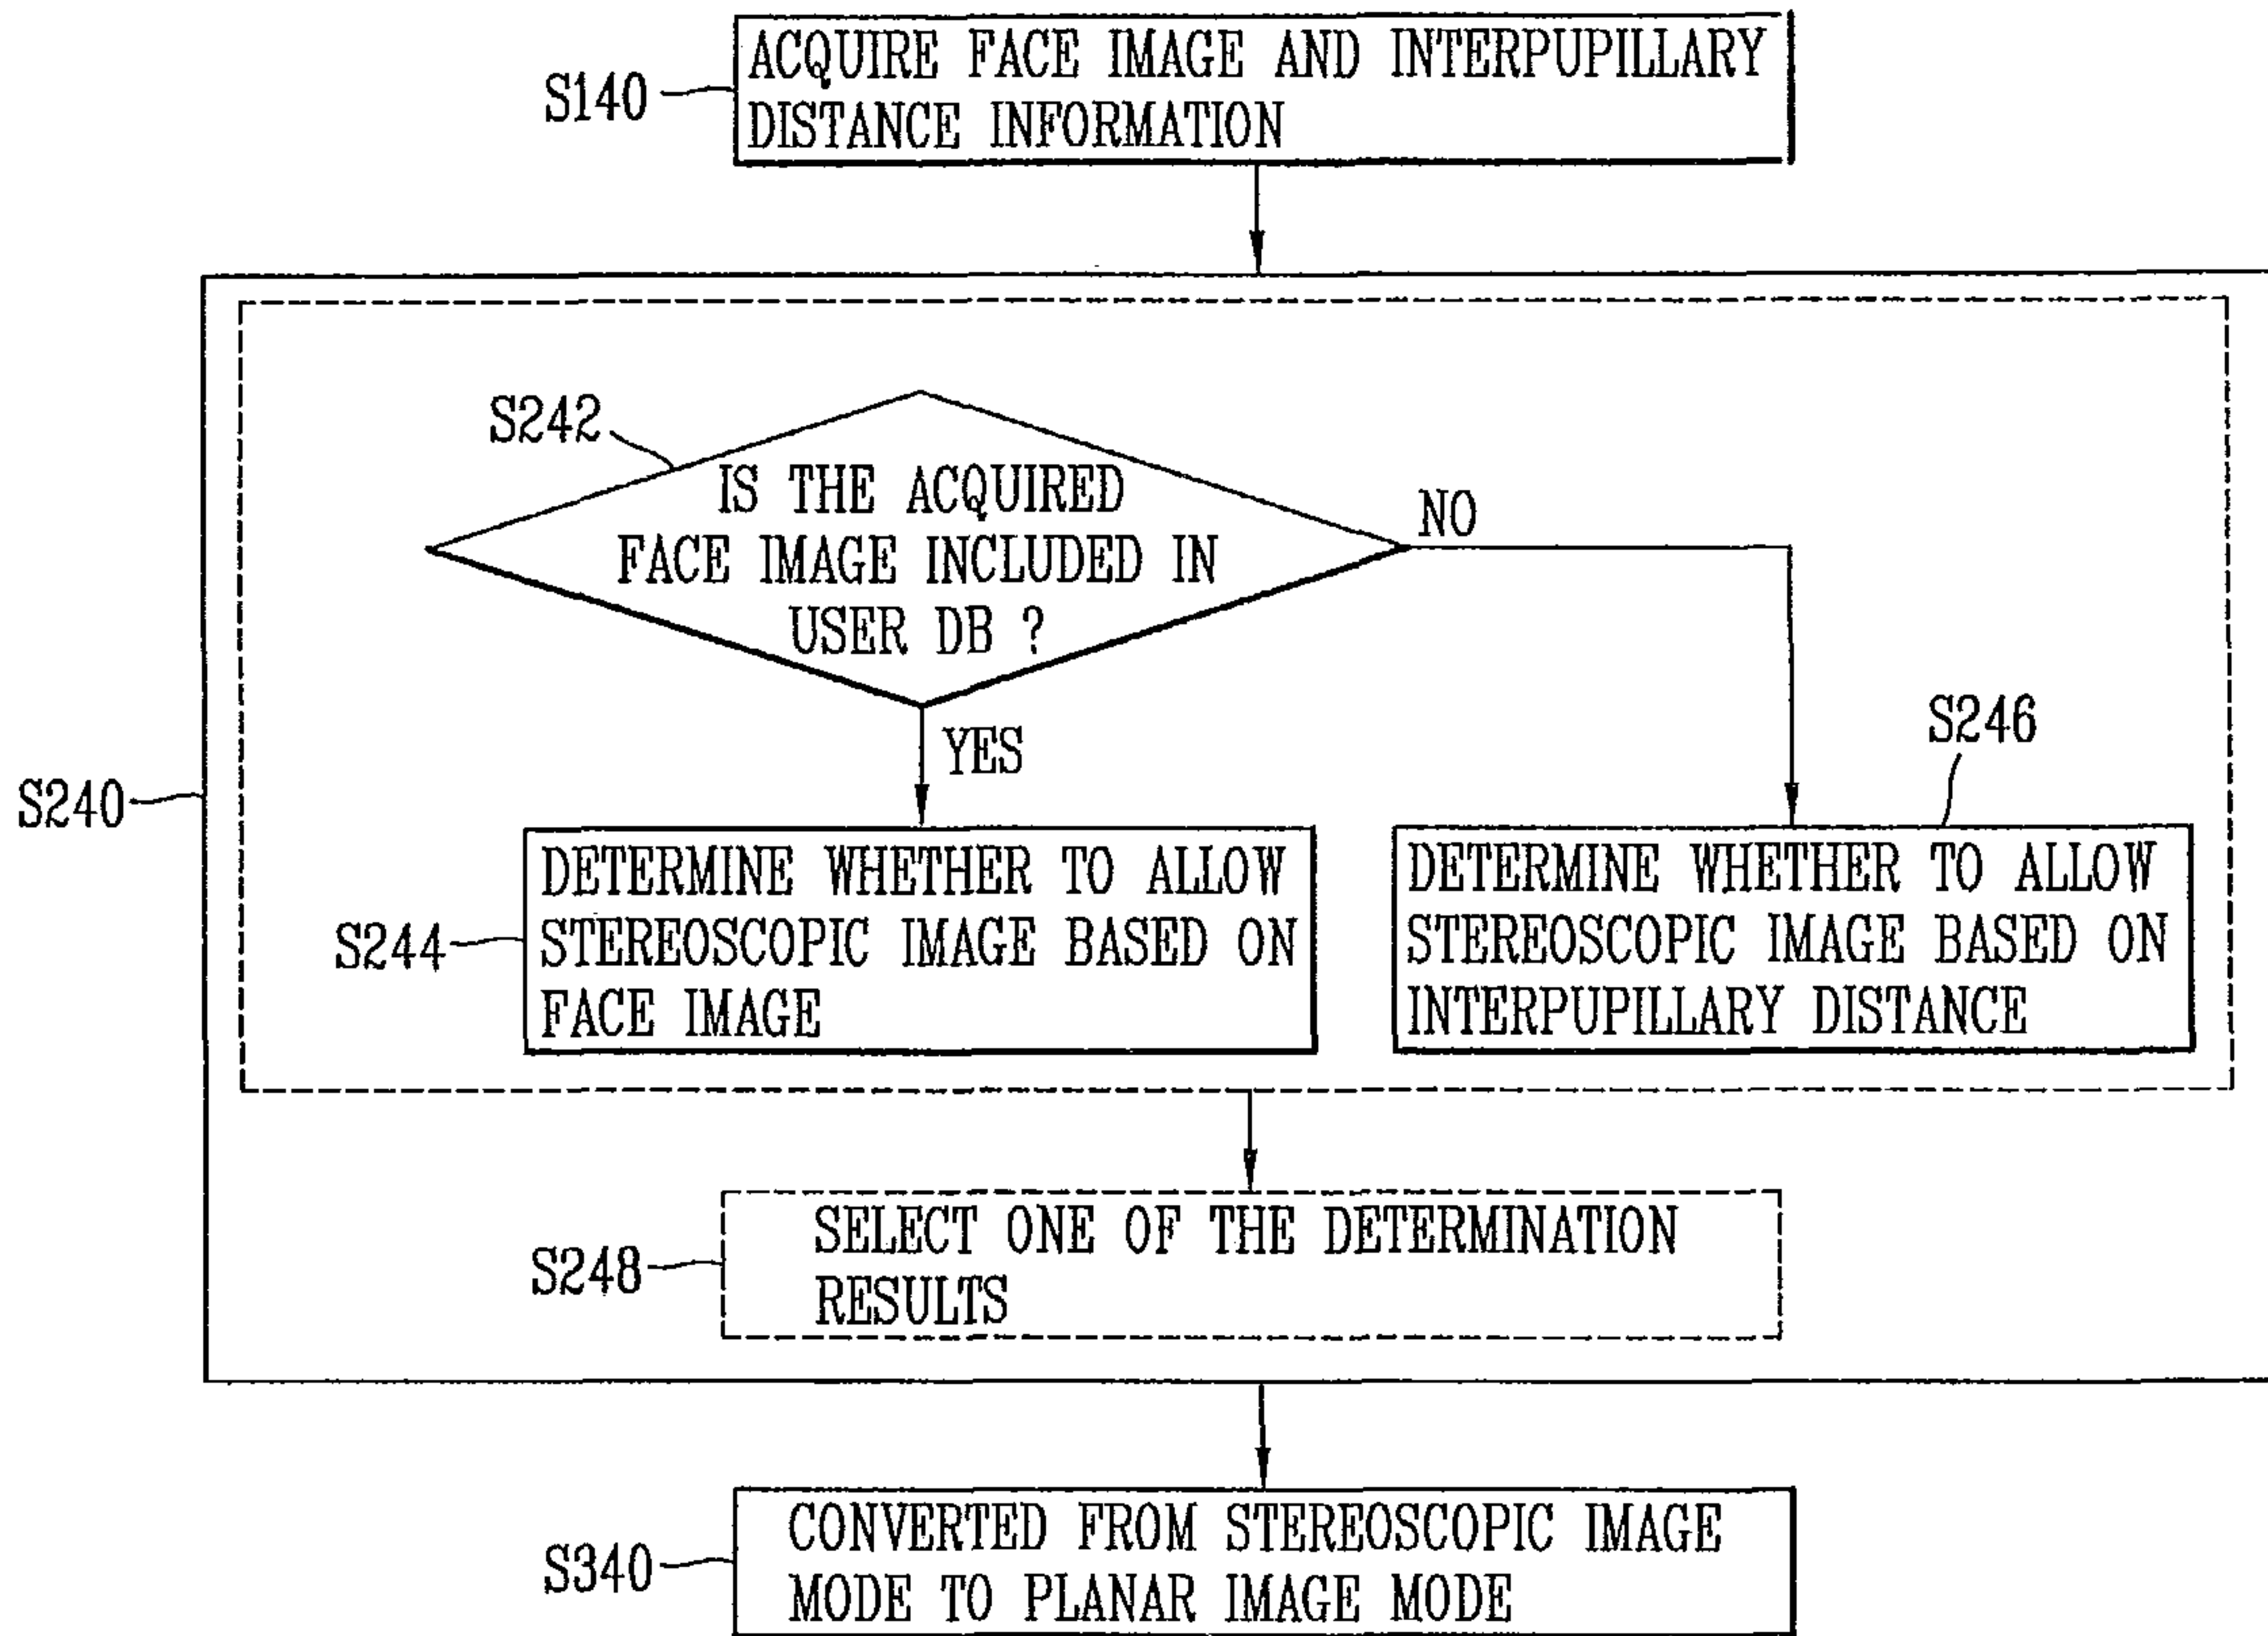 S140
ACQUIRE FACE IMAGE AND INTERPUPILLARY
DISTANCE INFORMATION
S240
S242
IS THE ACQUIRED
FACE IMAGE INCLUDED IN
USER DB ?
NO
YES
S244
DETERMINE WHETHER TO ALLOW
STEREOSCOPIC IMAGE BASED ON
FACE IMAGE
S246
DETERMINE WHETHER TO ALLOW
STEREOSCOPIC IMAGE BASED ON
INTERPUPILLARY DISTANCE
S248
SELECT ONE OF THE DETERMINATION
RESULTS
S340
CONVERTED FROM STEREOSCOPIC IMAGE
MODE TO PLANAR IMAGE MODE